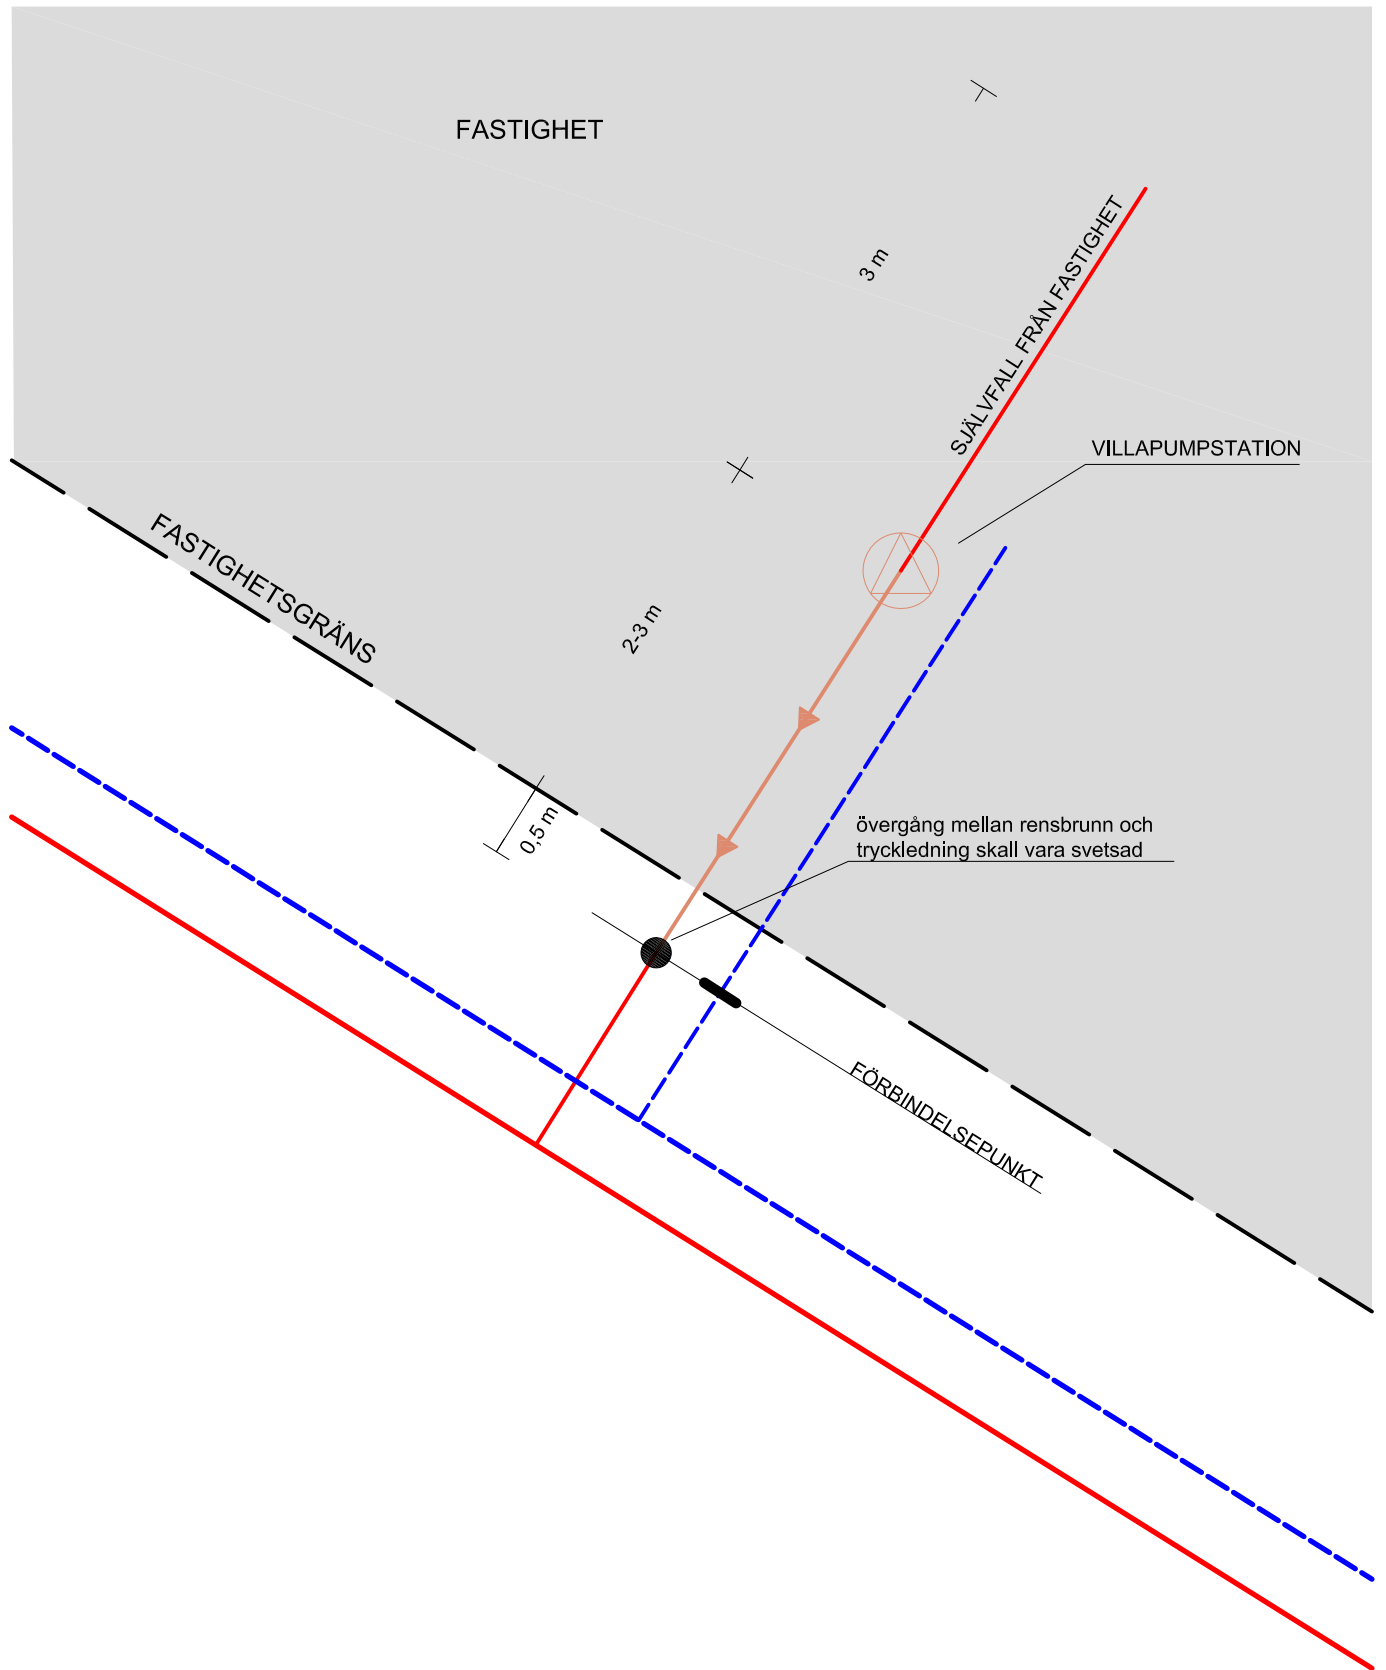 FASTIGHET
3 m
SJÄLVFALL FRÅN FASTIGHET
VILLAPUMPSTATION
FASTIGHETSGRÄNS
2-3 m
0,5 m
övergång mellan rensbrunn och
tryckledning skall vara svetsad
FÖRBINDELSEPUNKT